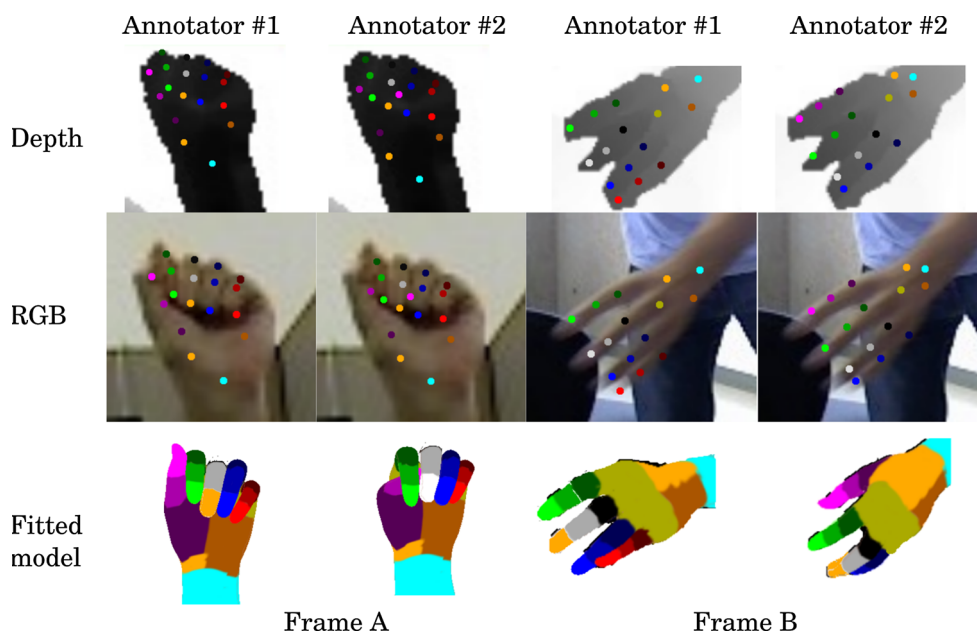 Annotator #1 Annotator #2 Annotator #1 Annotator #2
Depth
RGB
Fitted
model
Frame A Frame B